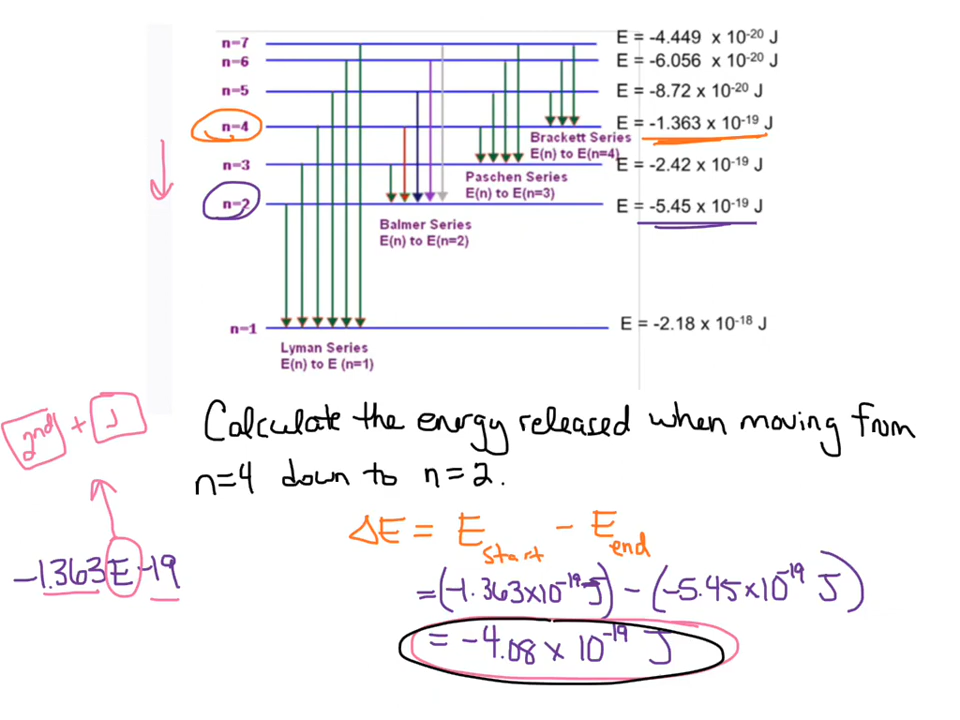 n=7 E = -4.449 x 10⁻²⁰ J
n=6 E = -6.056 x 10⁻²⁰ J
n=5 E = -8.72 x 10⁻²⁰ J
n=4 E = -1.363 x 10⁻¹⁹ J
Brackett Series
E(n) to E(n=4)
n=3 E = -2.42 x 10⁻¹⁹ J
Paschen Series
E(n) to E(n=3)
n=2 E = -5.45 x 10⁻¹⁹ J
Balmer Series
E(n) to E(n=2)
n=1 E = -2.18 x 10⁻¹⁸ J
Lyman Series
E(n) to E (n=1)
2nd + J
Calculate the energy released when moving from
n=4 down to n=2.
ΔE = E start - E end
-1.363E-19
=(-1.363x10⁻¹⁹J) - (-5.45x10⁻¹⁹ J)
= -4.08 x 10⁻¹⁹ J